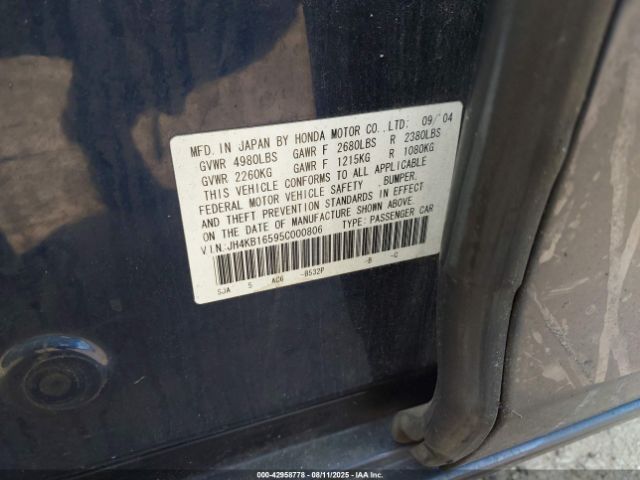 MFD. IN JAPAN BY HONDA MOTOR CO.,LTD: 09/'04
GVWR 4980LBS GAWR F 2680LBS R 2380LBS
GVWR 2260KG GAWR F 1215KG R 1080KG
THIS VEHICLE CONFORMS TO ALL APPLICABLE
FEDERAL MOTOR VEHICLE SAFETY ,BUMPER,
AND THEFT PREVENTION STANDARDS IN EFFECT
ON THE DATE OF MANUFACTURE SHOWN ABOVE.
VIN:JH4KB16595C000806 TYPE: PASSENGER CAR
SJA 5 AC6 -B532P -B -C
000-42958778 - 08/11/2025 - IAA Inc.